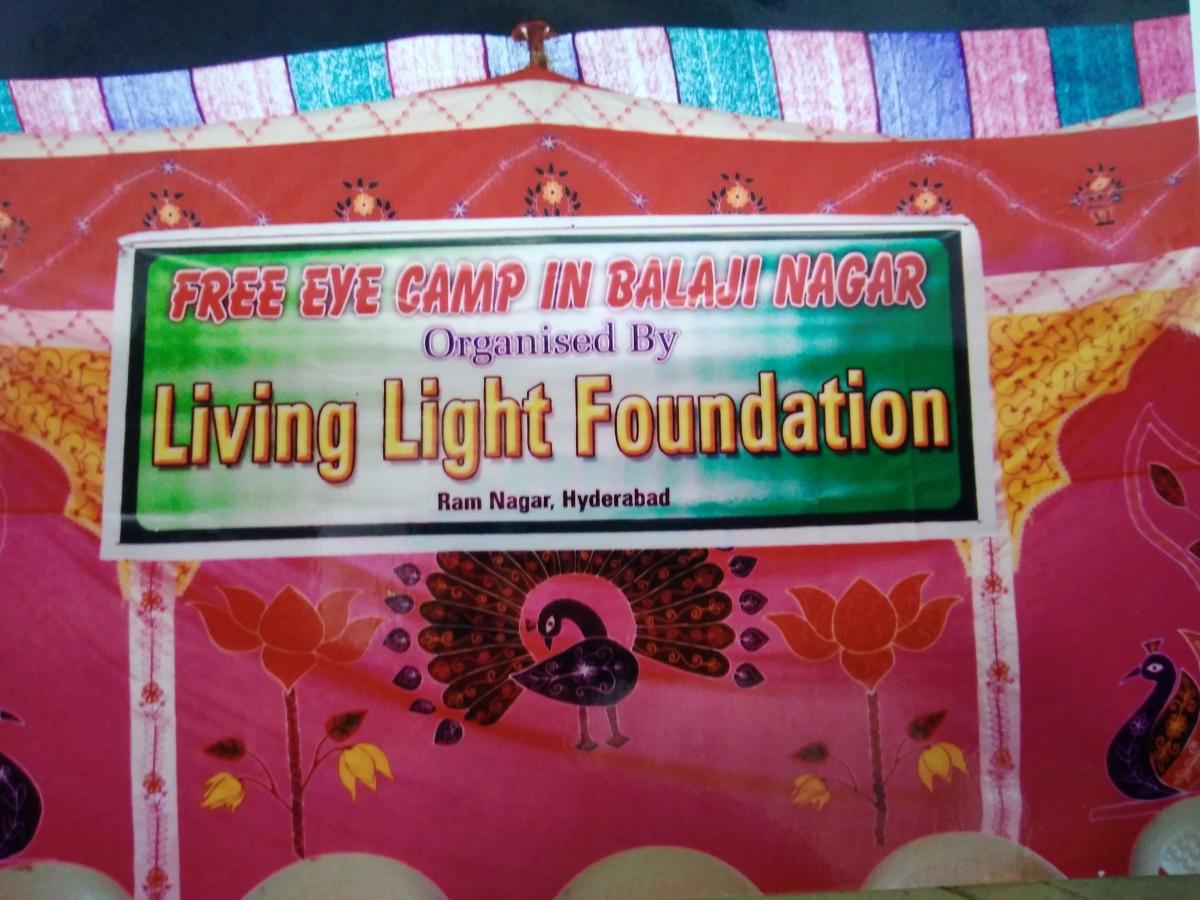 FREE EYE CAMP IN BALAJI NAGAR
Organised By
Living Light Foundation
Ram Nagar, Hyderabad